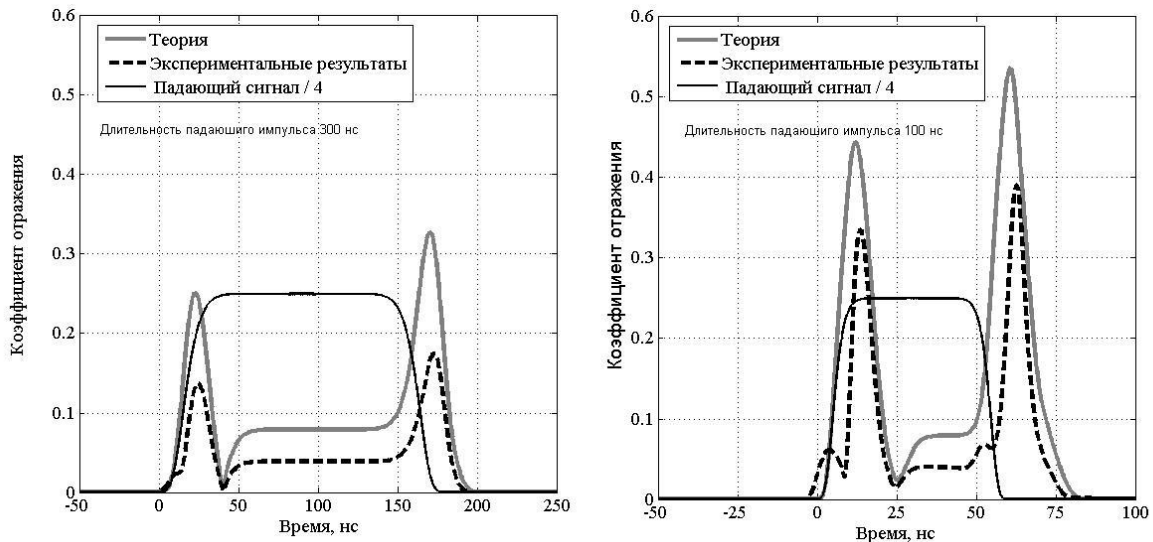 0.6
0.5
0.4
0.3
0.2
0.1
0
-50
0
50
100
150
200
250
Коэффициент отражения
Время, нс
Теория
Экспериментальные результаты
Падающий сигнал / 4
Длительность падаюшиго импульса 300 нс
0.6
0.5
0.4
0.3
0.2
0.1
0
-50
-25
0
25
50
75
100
Коэффициент отражения
Время, нс
Теория
Экспериментальные результаты
Падающий сигнал / 4
Длительность падаюшиго импульса 100 нс